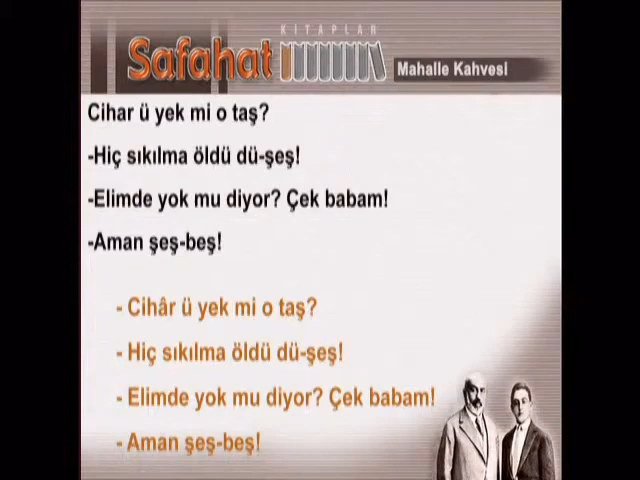 KİTAPLAR
Safahat
Mahalle Kahvesi
Cihar ü yek mi o taş?
-Hiç sıkılma öldü dü-şeş!
-Elimde yok mu diyor? Çek babam!
-Aman şeş-beş!
- Cihâr ü yek mi o taş?
- Hiç sıkılma öldü dü-şeş!
- Elimde yok mu diyor? Çek babam!
- Aman şeş-beş!